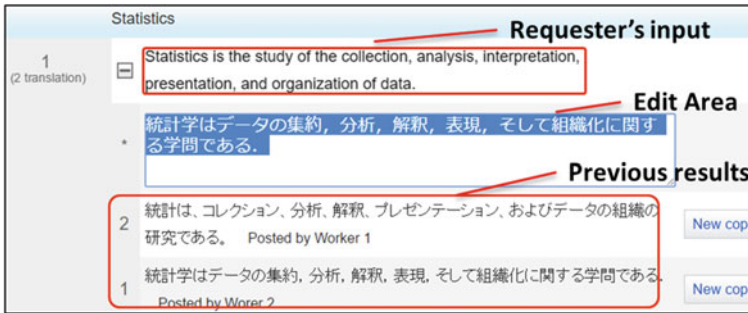 Statistics
Requester's input
1
(2 translation)
Statistics is the study of the collection, analysis, interpretation,
presentation, and organization of data.
Edit Area
*
統計学はデータの集約，分析，解釈，表現，そして組織化に関す
る学問である．
Previous results
2
統計は、コレクション、分析、解釈、プレゼンテーション、およびデータの組織の
研究である。 Posted by Worker 1
New cop
1
統計学はデータの集約，分析，解釈，表現，そして組織化に関する学問である．
Posted by Worer 2
New cop